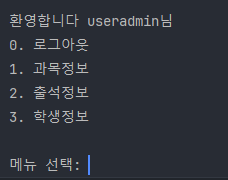 환영합니다 useradmin님
0. 로그아웃
1. 과목정보
2. 출석정보
3. 학생정보
메뉴 선택: